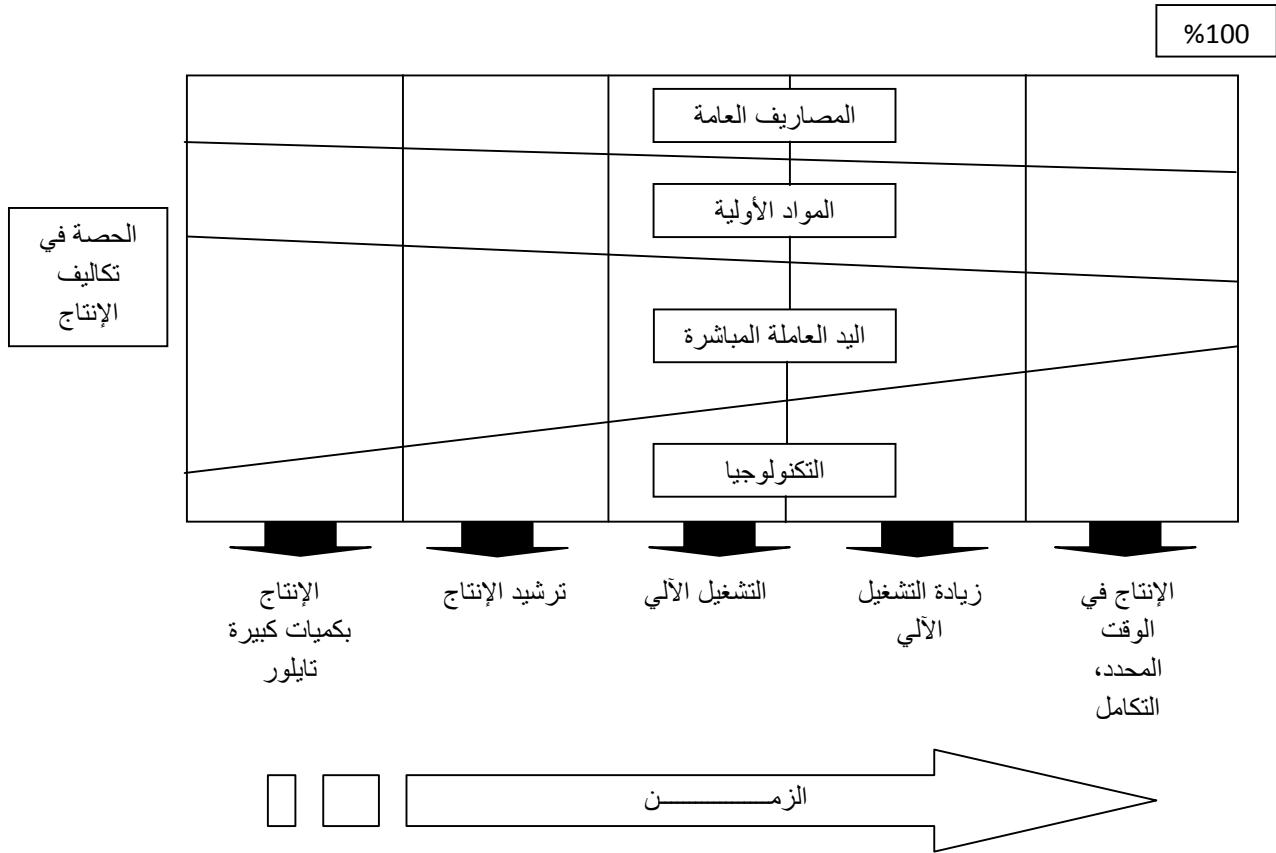 %100
المصاريف العامة
المواد الأولية
الحصة في
تكاليف
الإنتاج
اليد العاملة المباشرة
التكنولوجيا
الإنتاج
بكميات كبيرة
تايلور
ترشيد الإنتاج
التشغيل الآلي
زيادة التشغيل
الآلي
الإنتاج في
الوقت
المحدد،
التكامل
الزمــــــــــــــن